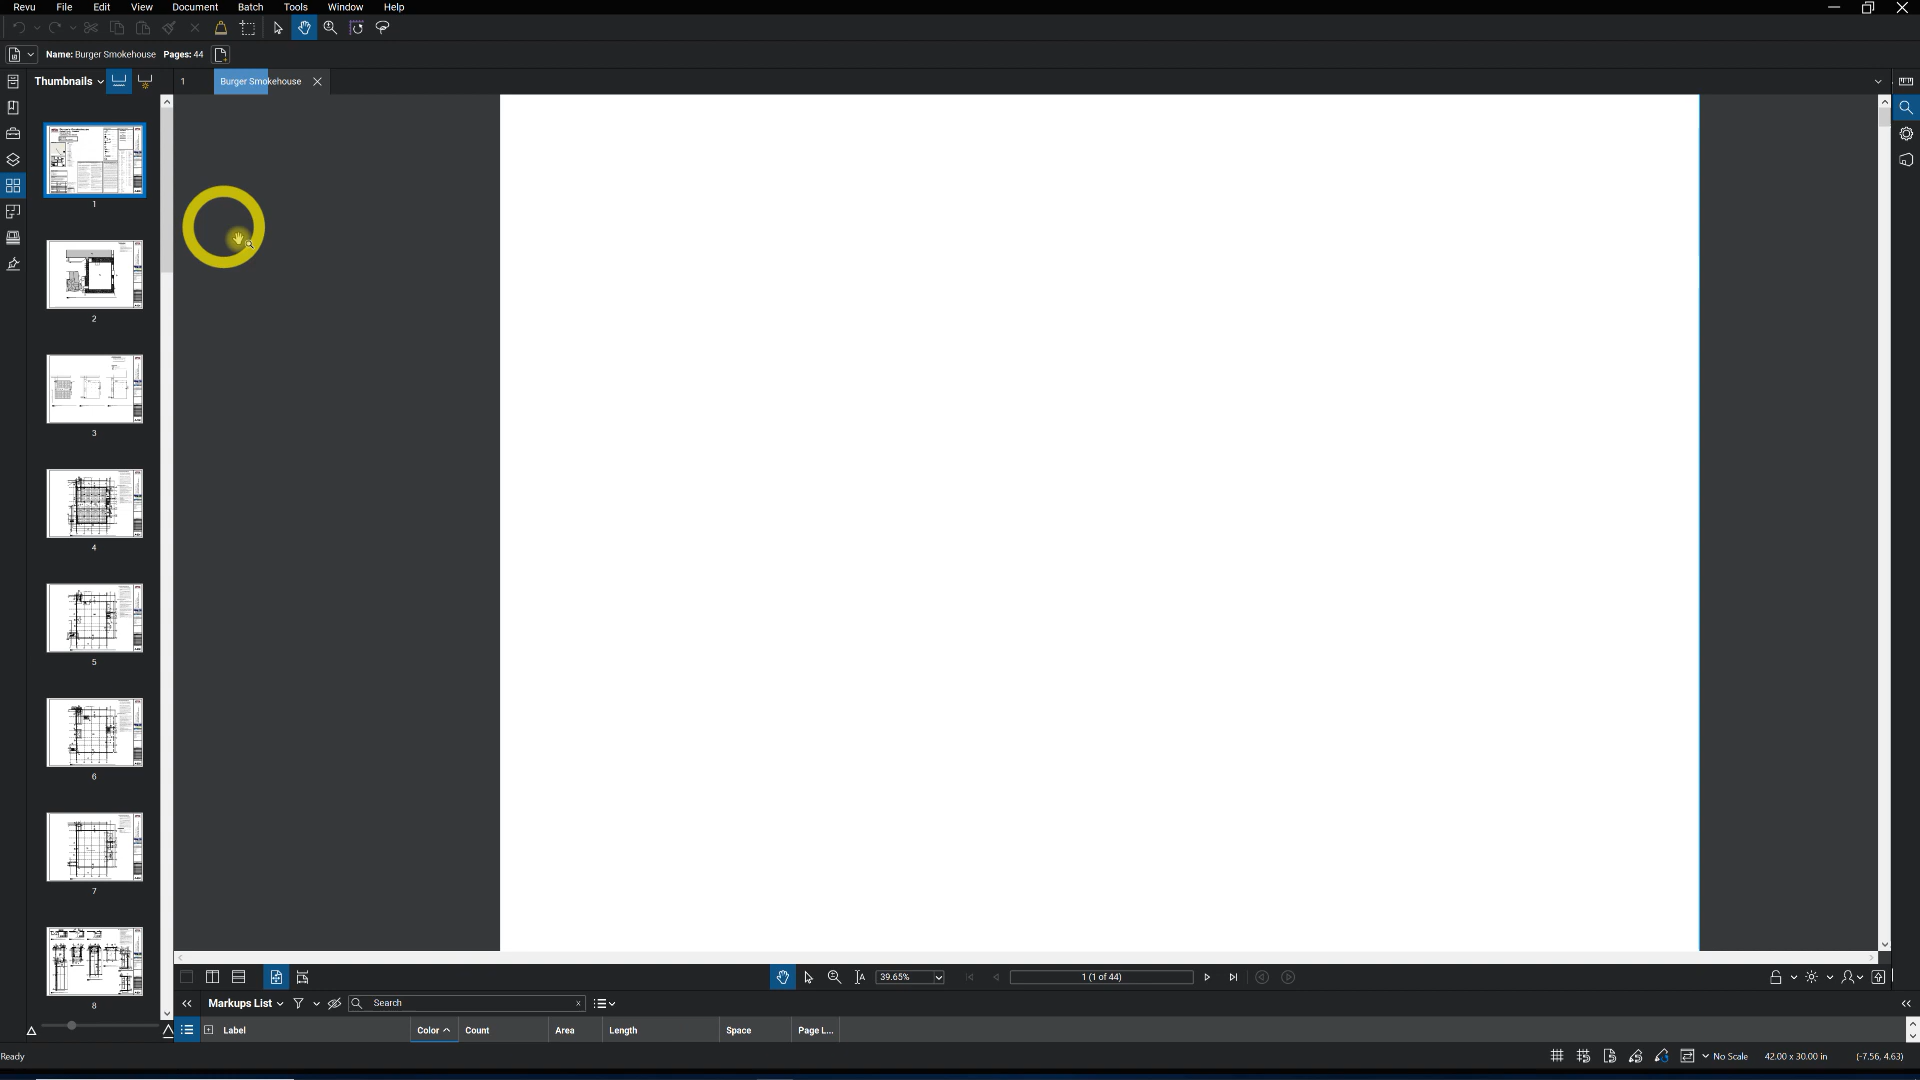 Revu File Edit View Document Batch Tools Window Help
Name: Burger Smokehouse Pages: 44
Thumbnails
1 Burger Smokehouse
1
2
3
4
5
6
7
8
39.65% 1 (1 of 44)
Markups List Search
Label Color Count Area Length Space Page L...
Ready No Scale 42.00 x 30.00 in (-7.56, 4.63)